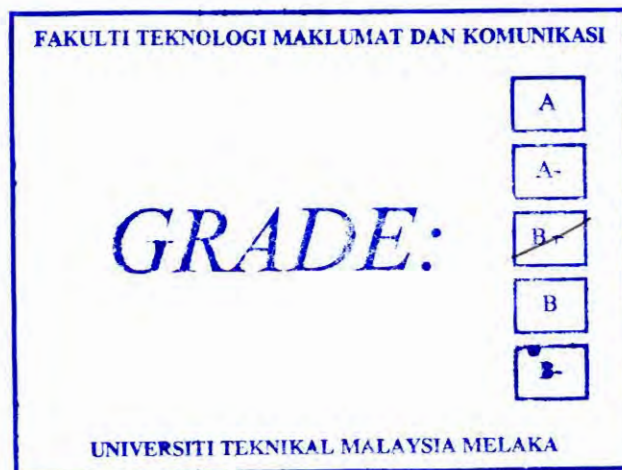 FAKULTI TEKNOLOGI MAKLUMAT DAN KOMUNIKASI
A
A-
GRADE:
B+
B
B-
UNIVERSITI TEKNIKAL MALAYSIA MELAKA